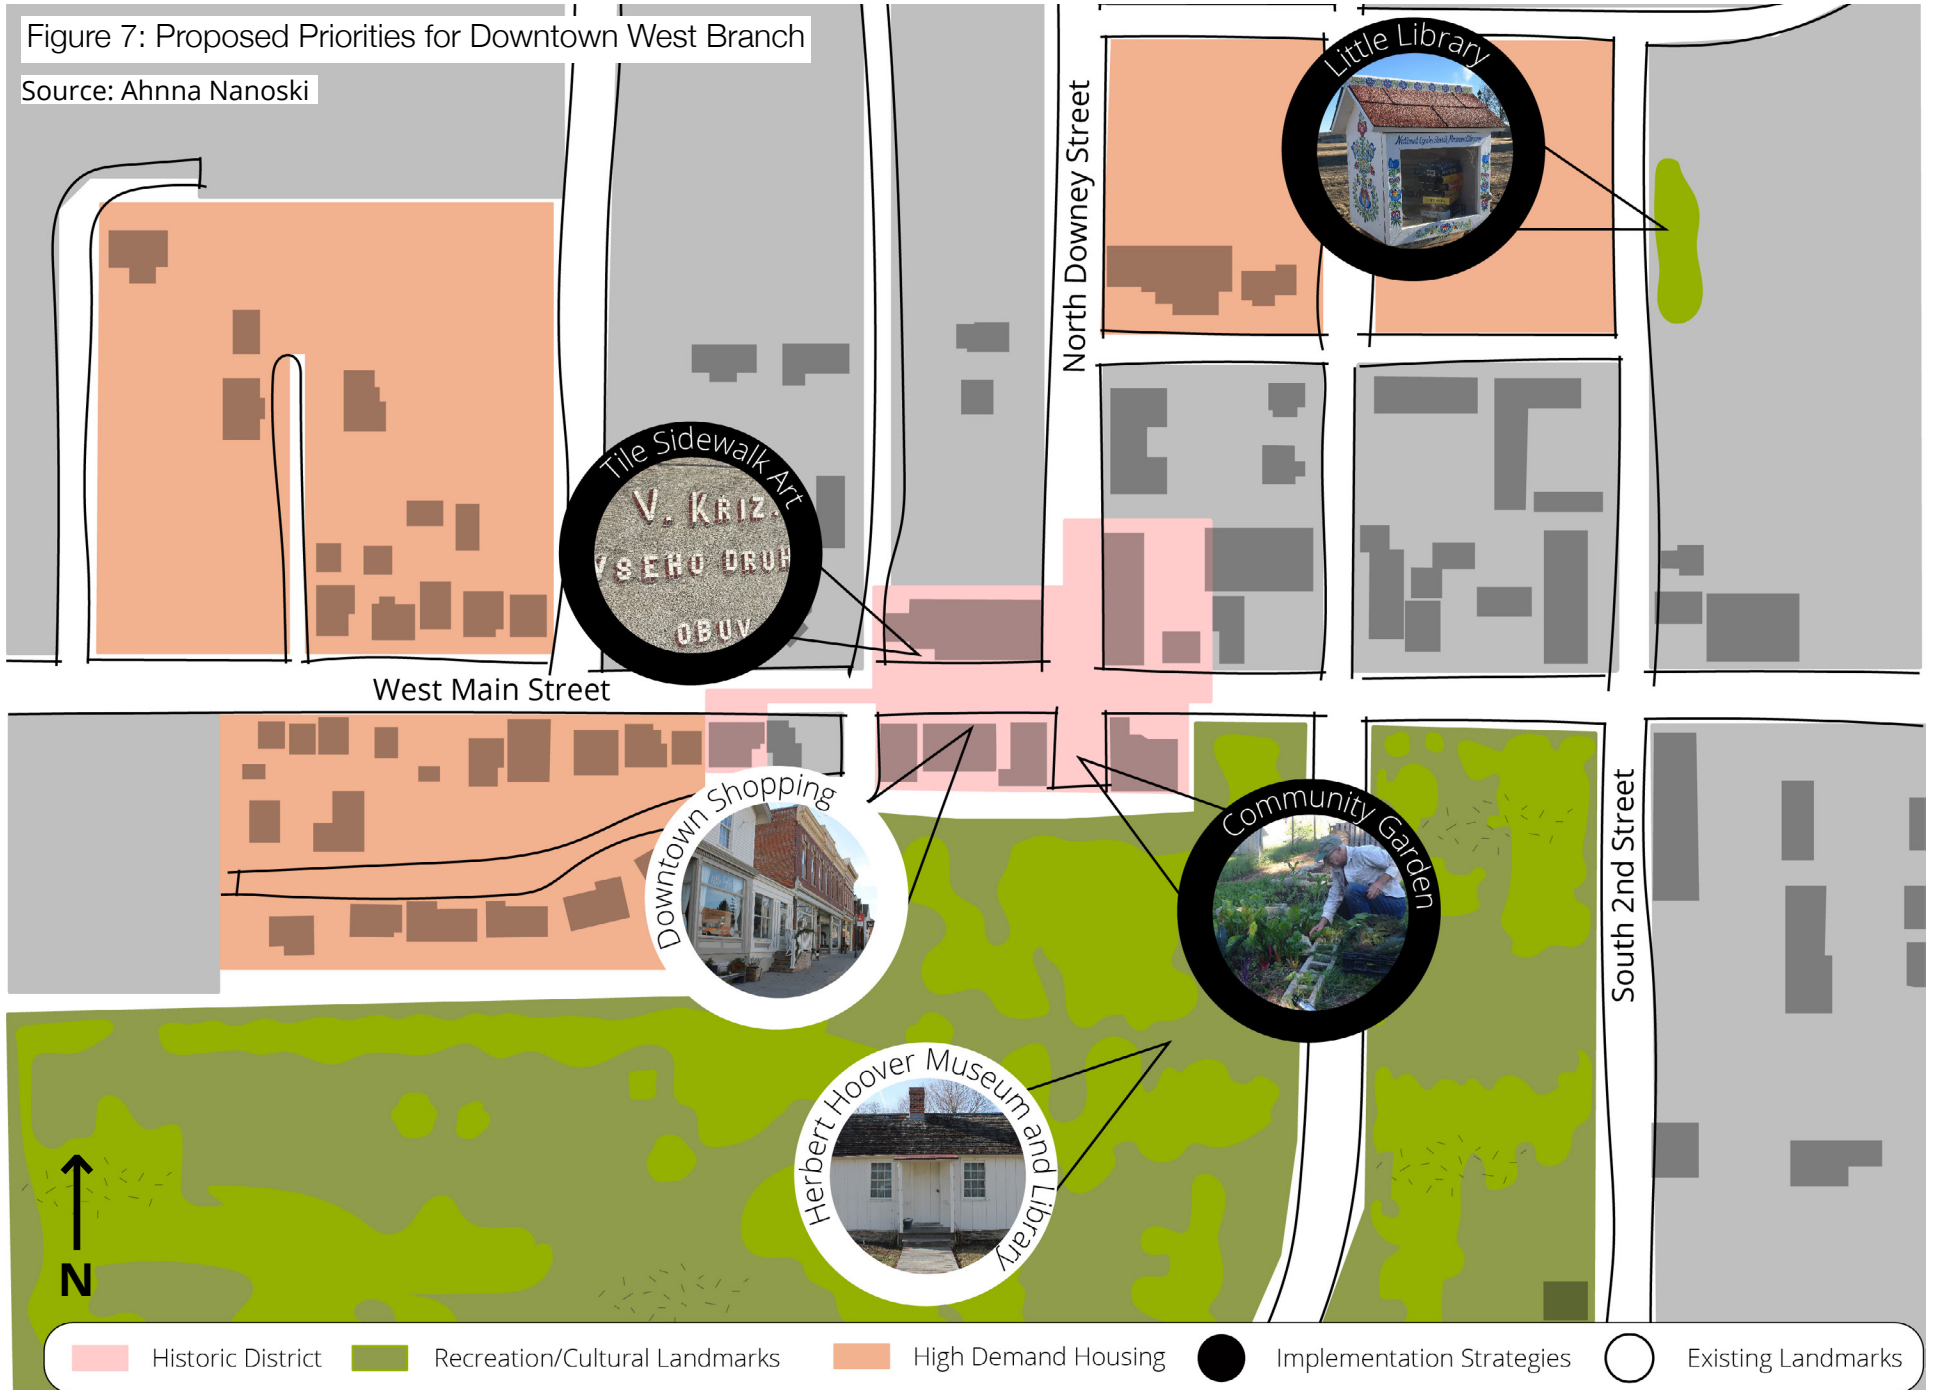 Figure 7: Proposed Priorities for Downtown West Branch
Source: Ahnna Nanoski
Little Library
North Downey Street
Tile Sidewalk Art
V. KRIZ.
VSEHO DRUH
OBUV
West Main Street
Downtown Shopping
Community Garden
South 2nd Street
Herbert Hoover Museum and Library
N
Historic District
Recreation/Cultural Landmarks
High Demand Housing
Implementation Strategies
Existing Landmarks